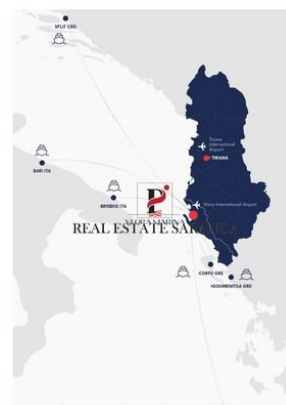 SPLIT CRO
Tirana
International
Airport
TIRANA
BARI ITA
Vlora International Airport
BRINDISI ITA
VLORA MARINA
REAL ESTATE
CORFU GRE
IGOUMENITSA GRE